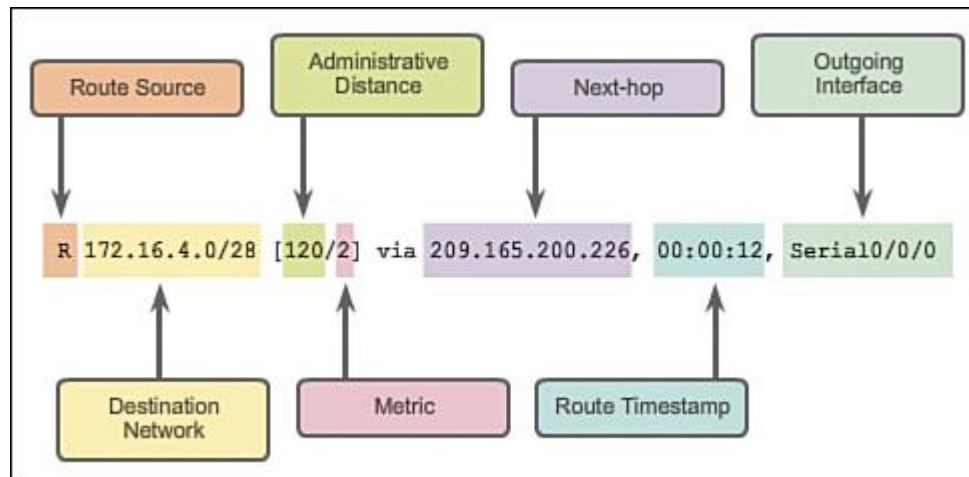 Route Source
Administrative
Distance
Next-hop
Outgoing
Interface
R 172.16.4.0/28 [120/2] via 209.165.200.226, 00:00:12, Serial0/0/0
Destination
Network
Metric
Route Timestamp